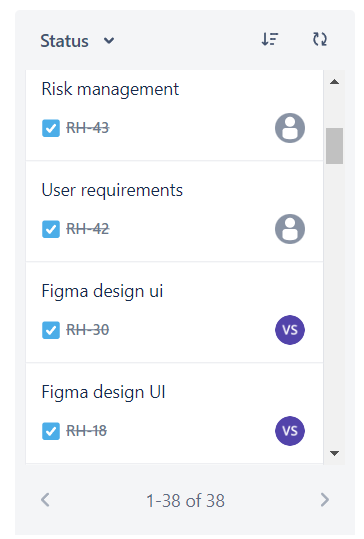 Status
Risk management
RH-43
User requirements
RH-42
Figma design ui
RH-30
VS
Figma design UI
RH-18
VS
1-38 of 38